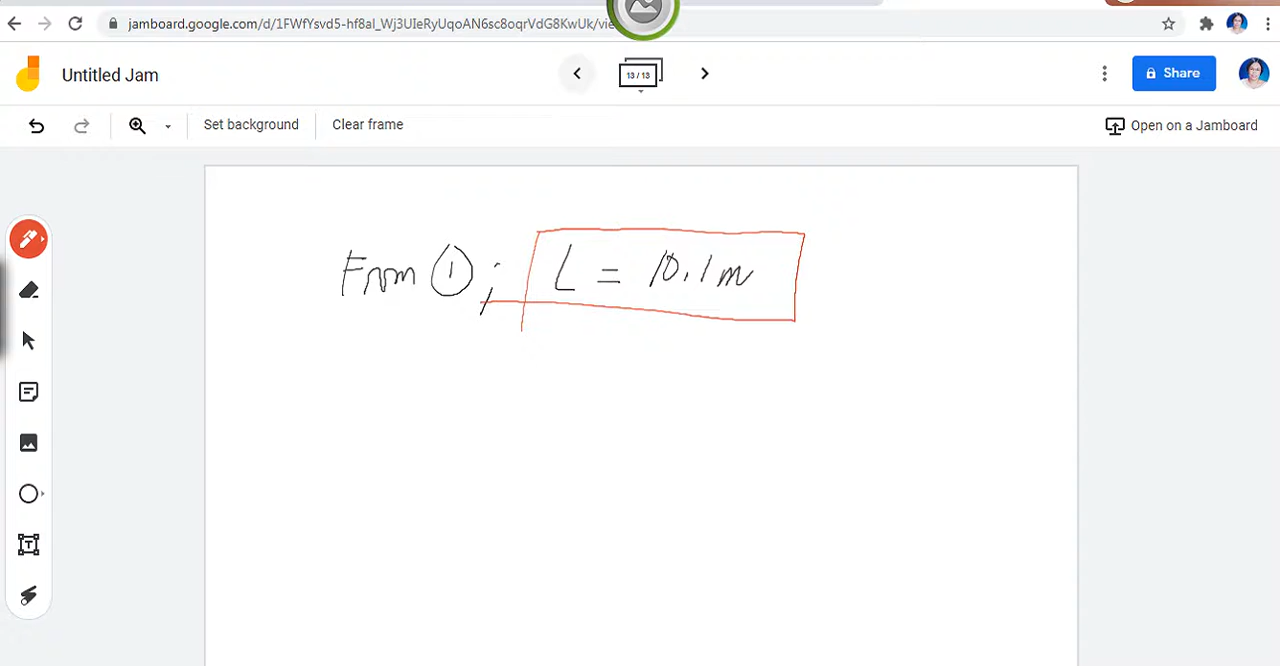 jamboard.google.com/d/1FWfYsvd5-hf8al_Wj3UIeRyUqoAN6sc8oqrVdG8KwUk/vie
Untitled Jam
13 / 13
Share
Set background
Clear frame
Open on a Jamboard
From ①; L = 10.1m